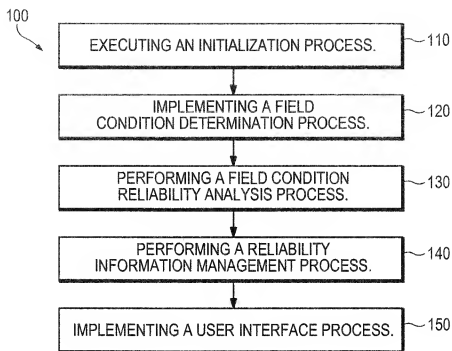 100
EXECUTING AN INITIALIZATION PROCESS.
110
IMPLEMENTING A FIELD
CONDITION DETERMINATION PROCESS.
120
PERFORMING A FIELD CONDITION
RELIABILITY ANALYSIS PROCESS.
130
PERFORMING A RELIABILITY
INFORMATION MANAGEMENT PROCESS.
140
IMPLEMENTING A USER INTERFACE PROCESS.
150